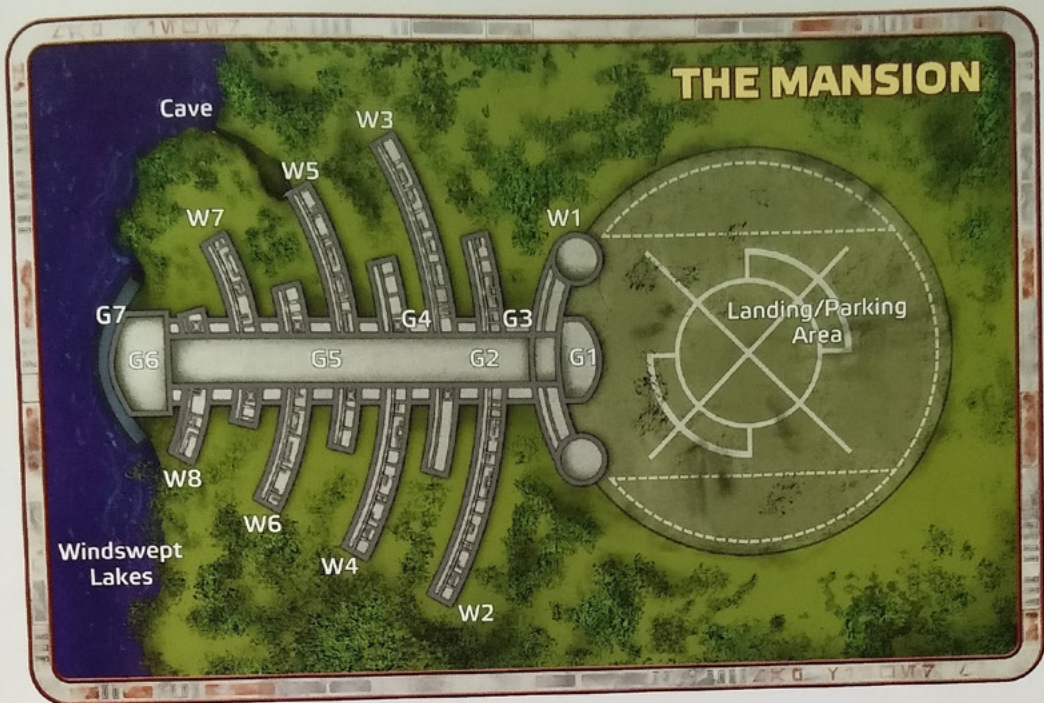 THE MANSION
Cave
W3
W5
W7
W1
Landing/Parking
Area
G7
G4
G3
G6
G5
G2
G1
W8
W6
W4
W2
Windswept
Lakes